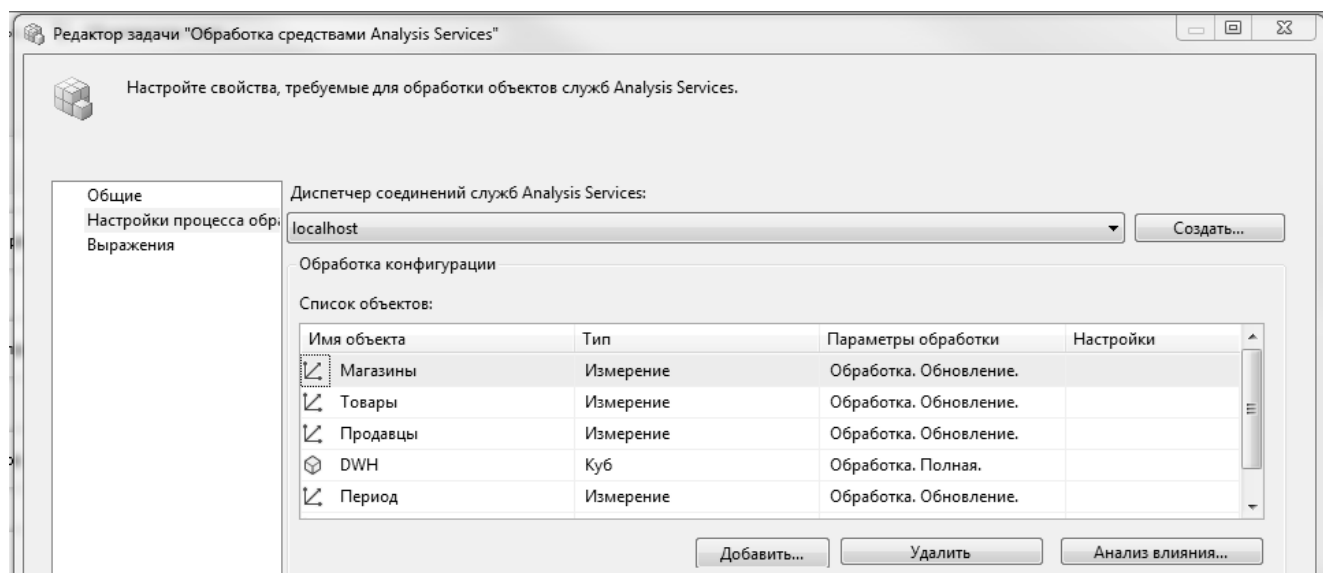 Редактор задачи "Обработка средствами Analysis Services"
Настройте свойства, требуемые для обработки объектов служб Analysis Services.
Общие
Настройки процесса обра
Выражения
Диспетчер соединений служб Analysis Services:
localhost
Создать...
Обработка конфигурации
Список объектов:
Имя объекта Тип Параметры обработки Настройки
Магазины Измерение Обработка. Обновление.
Товары Измерение Обработка. Обновление.
Продавцы Измерение Обработка. Обновление.
DWH Куб Обработка. Полная.
Период Измерение Обработка. Обновление.
Добавить... Удалить Анализ влияния...